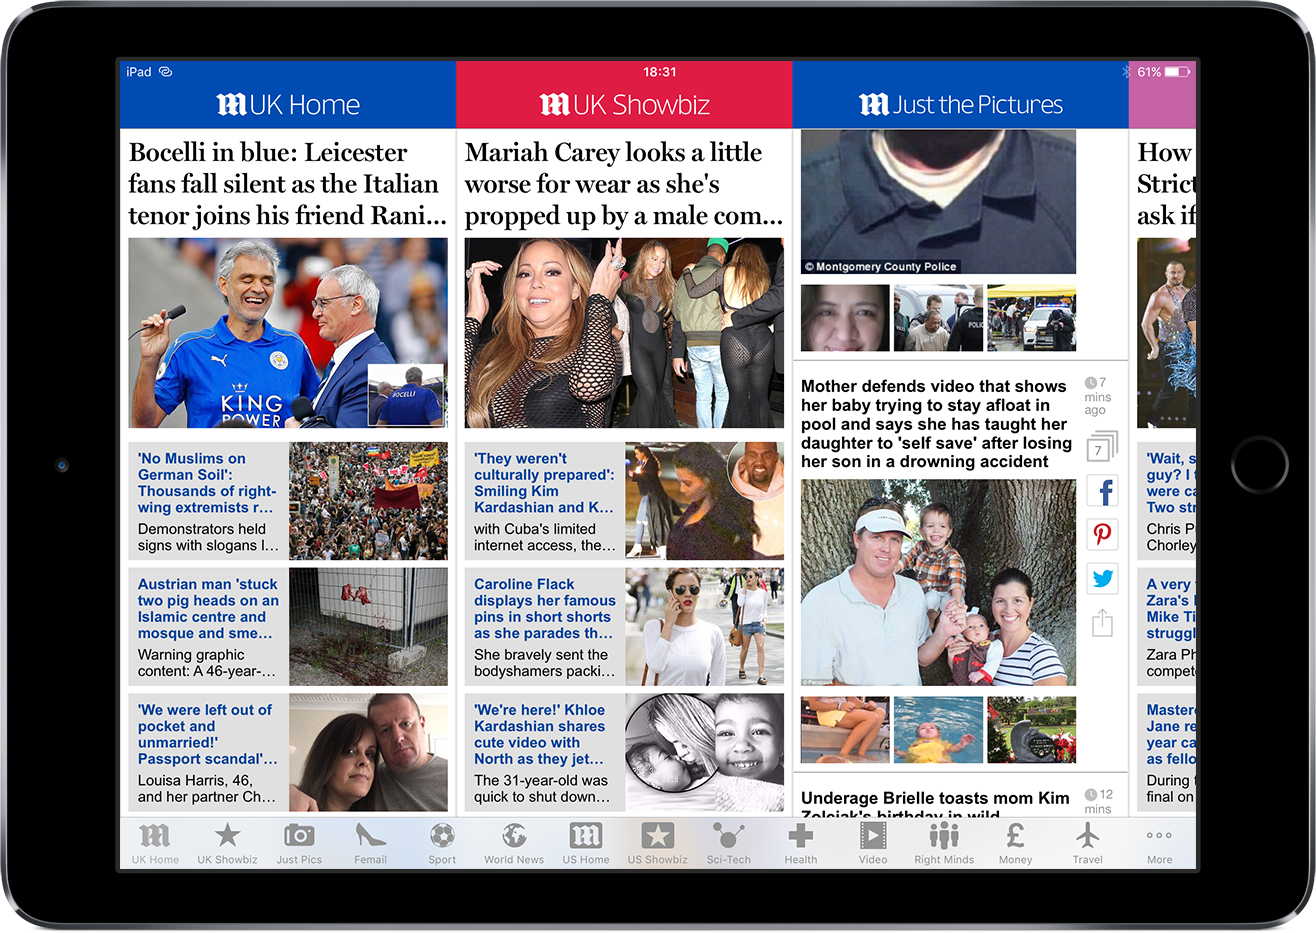 iPad
18:31
61%
UK Home
UK Showbiz
Just the Pictures
Bocelli in blue: Leicester
fans fall silent as the Italian
tenor joins his friend Rani...
KING
POWER
BOCELLI
'No Muslims on
German Soil':
Thousands of right-
wing extremists r...
Demonstrators held
signs with slogans l...
Austrian man 'stuck
two pig heads on an
Islamic centre and
mosque and sme...
Warning graphic
content: A 46-year-...
'We were left out of
pocket and
unmarried!'
Passport scandal'...
Louisa Harris, 46,
and her partner Ch...
Mariah Carey looks a little
worse for wear as she's
propped up by a male com...
'They weren't
culturally prepared':
Smiling Kim
Kardashian and K...
with Cuba's limited
internet access, the...
Caroline Flack
displays her famous
pins in short shorts
as she parades th...
She bravely sent the
bodyshamers packi...
'We're here!' Khloe
Kardashian shares
cute video with
North as they jet...
The 31-year-old was
quick to shut down...
© Montgomery County Police
POLIC
Mother defends video that shows
her baby trying to stay afloat in
pool and says she has taught her
daughter to 'self save' after losing
her son in a drowning accident
7
mins
ago
7
© Facebook
Underage Brielle toasts mom Kim
Zolciak's birthday in wild
12
mins
How
Strict
ask if
'Wait, s
guy? I t
were ca
Two str
Chris P
Chorley
A very
Zara's
Mike Ti
struggl
Zara Ph
compet
Master
Jane re
year ca
as fello
During t
final on
UK Home
UK Showbiz
Just Pics
Femail
Sport
World News
US Home
US Showbiz
Sci-Tech
Health
Video
Right Minds
Money
Travel
More